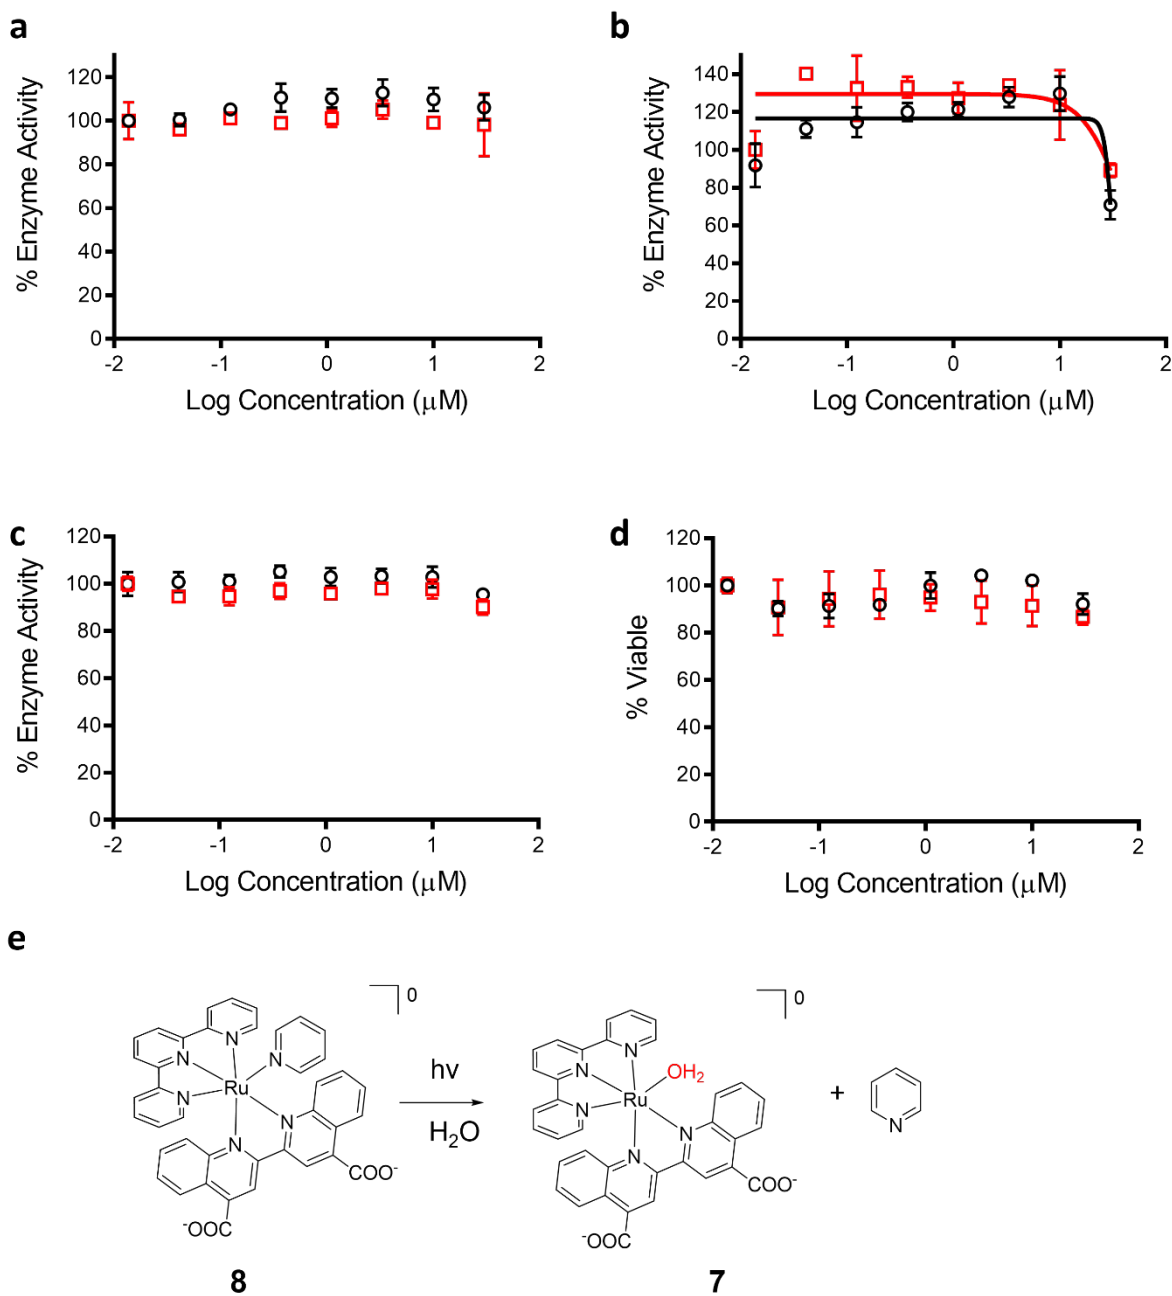 a
% Enzyme Activity
120
100
80
60
40
20
0
-2
-1
0
1
2
Log Concentration (μM)
b
% Enzyme Activity
140
120
100
80
60
40
20
0
-2
-1
0
1
2
Log Concentration (μM)
c
% Enzyme Activity
120
100
80
60
40
20
0
-2
-1
0
1
2
Log Concentration (μM)
d
% Viable
120
100
80
60
40
20
0
-2
-1
0
1
2
Log Concentration (μM)
e
0
N
N
N
N
Ru
N
N
COO⁻
⁻OOC
8
hν
H₂O
0
N
N
N
OH₂
Ru
N
N
COO⁻
⁻OOC
7
+
N